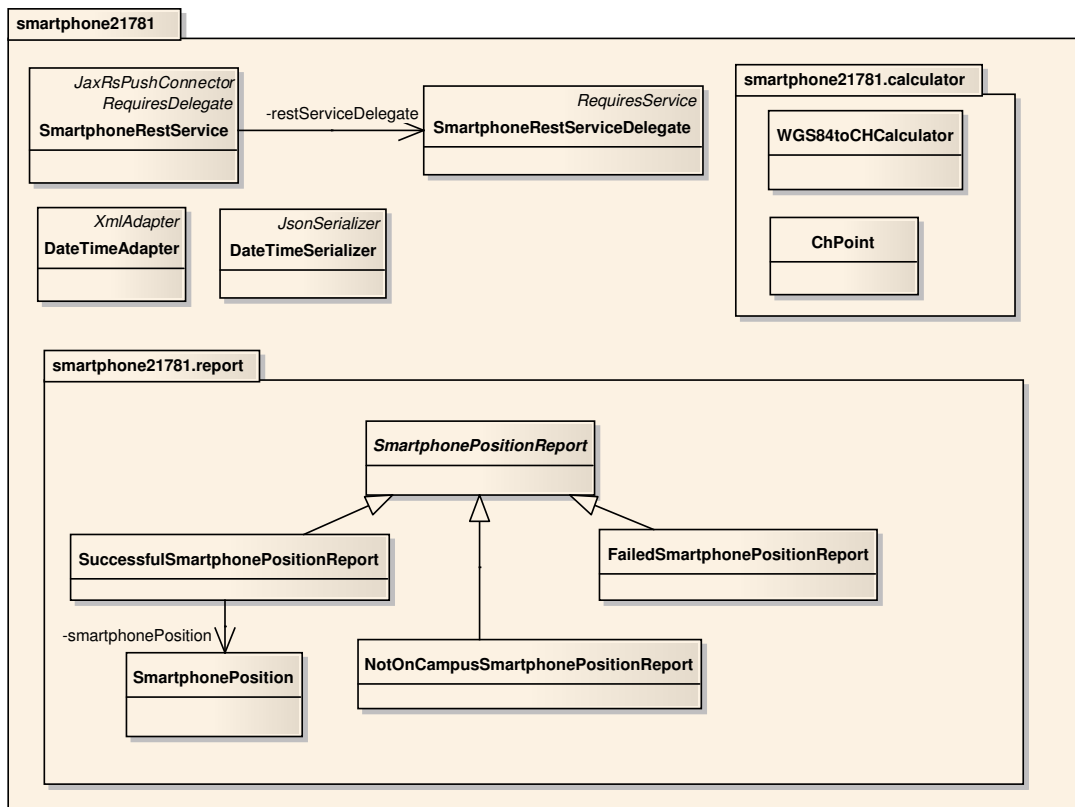 smartphone21781
JaxRsPushConnector
RequiresDelegate
SmartphoneRestService
-restServiceDelegate
RequiresService
SmartphoneRestServiceDelegate
smartphone21781.calculator
WGS84toCHCalculator
ChPoint
XmlAdapter
DateTimeAdapter
JsonSerializer
DateTimeSerializer
smartphone21781.report
SmartphonePositionReport
SuccessfulSmartphonePositionReport
FailedSmartphonePositionReport
-smartphonePosition
SmartphonePosition
NotOnCampusSmartphonePositionReport